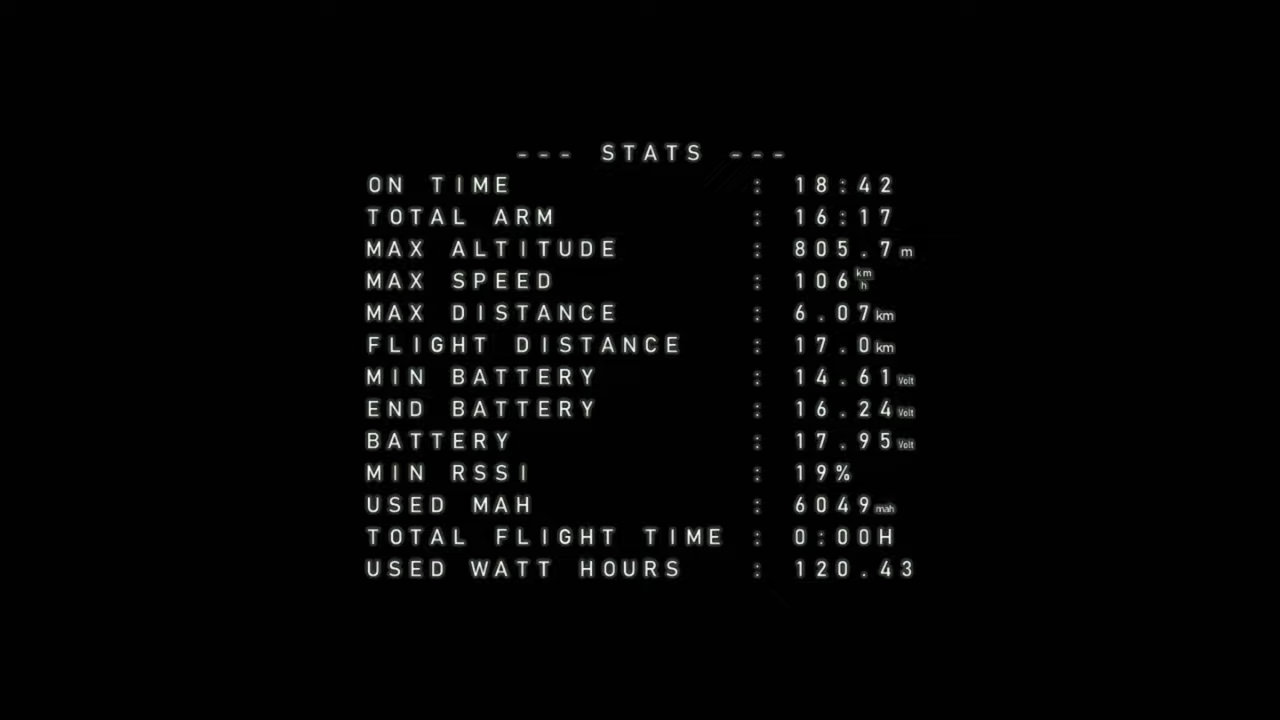 --- STATS ---
ON TIME : 18:42
TOTAL ARM : 16:17
MAX ALTITUDE : 805.7m
MAX SPEED : 106km/h
MAX DISTANCE : 6.07km
FLIGHT DISTANCE : 17.0km
MIN BATTERY : 14.61Volt
END BATTERY : 16.24Volt
BATTERY : 17.95Volt
MIN RSSI : 19%
USED MAH : 6049mah
TOTAL FLIGHT TIME : 0:00H
USED WATT HOURS : 120.43